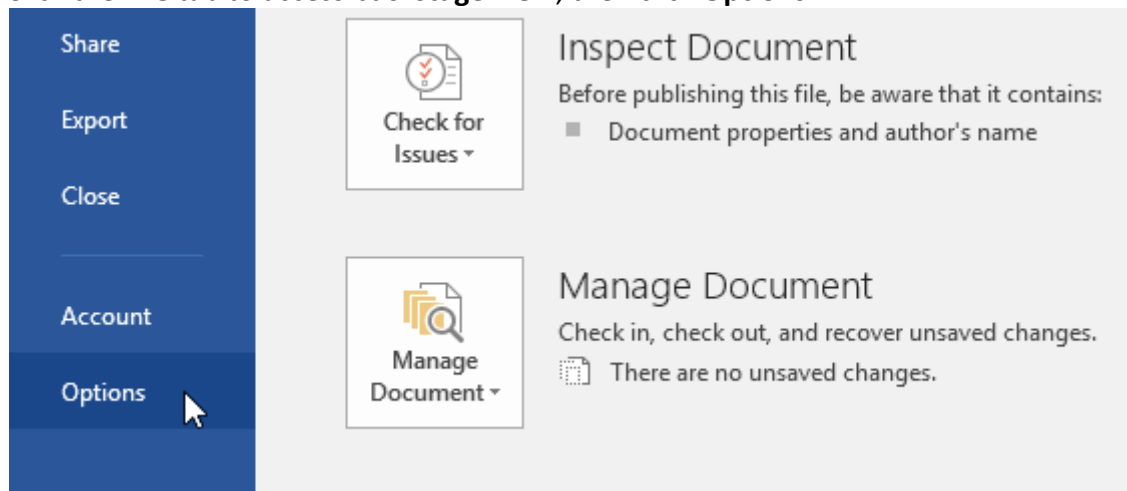 Share
Export
Close
Account
Options
Check for
Issues
Inspect Document
Before publishing this file, be aware that it contains:
Document properties and author's name
Manage
Document
Manage Document
Check in, check out, and recover unsaved changes.
There are no unsaved changes.